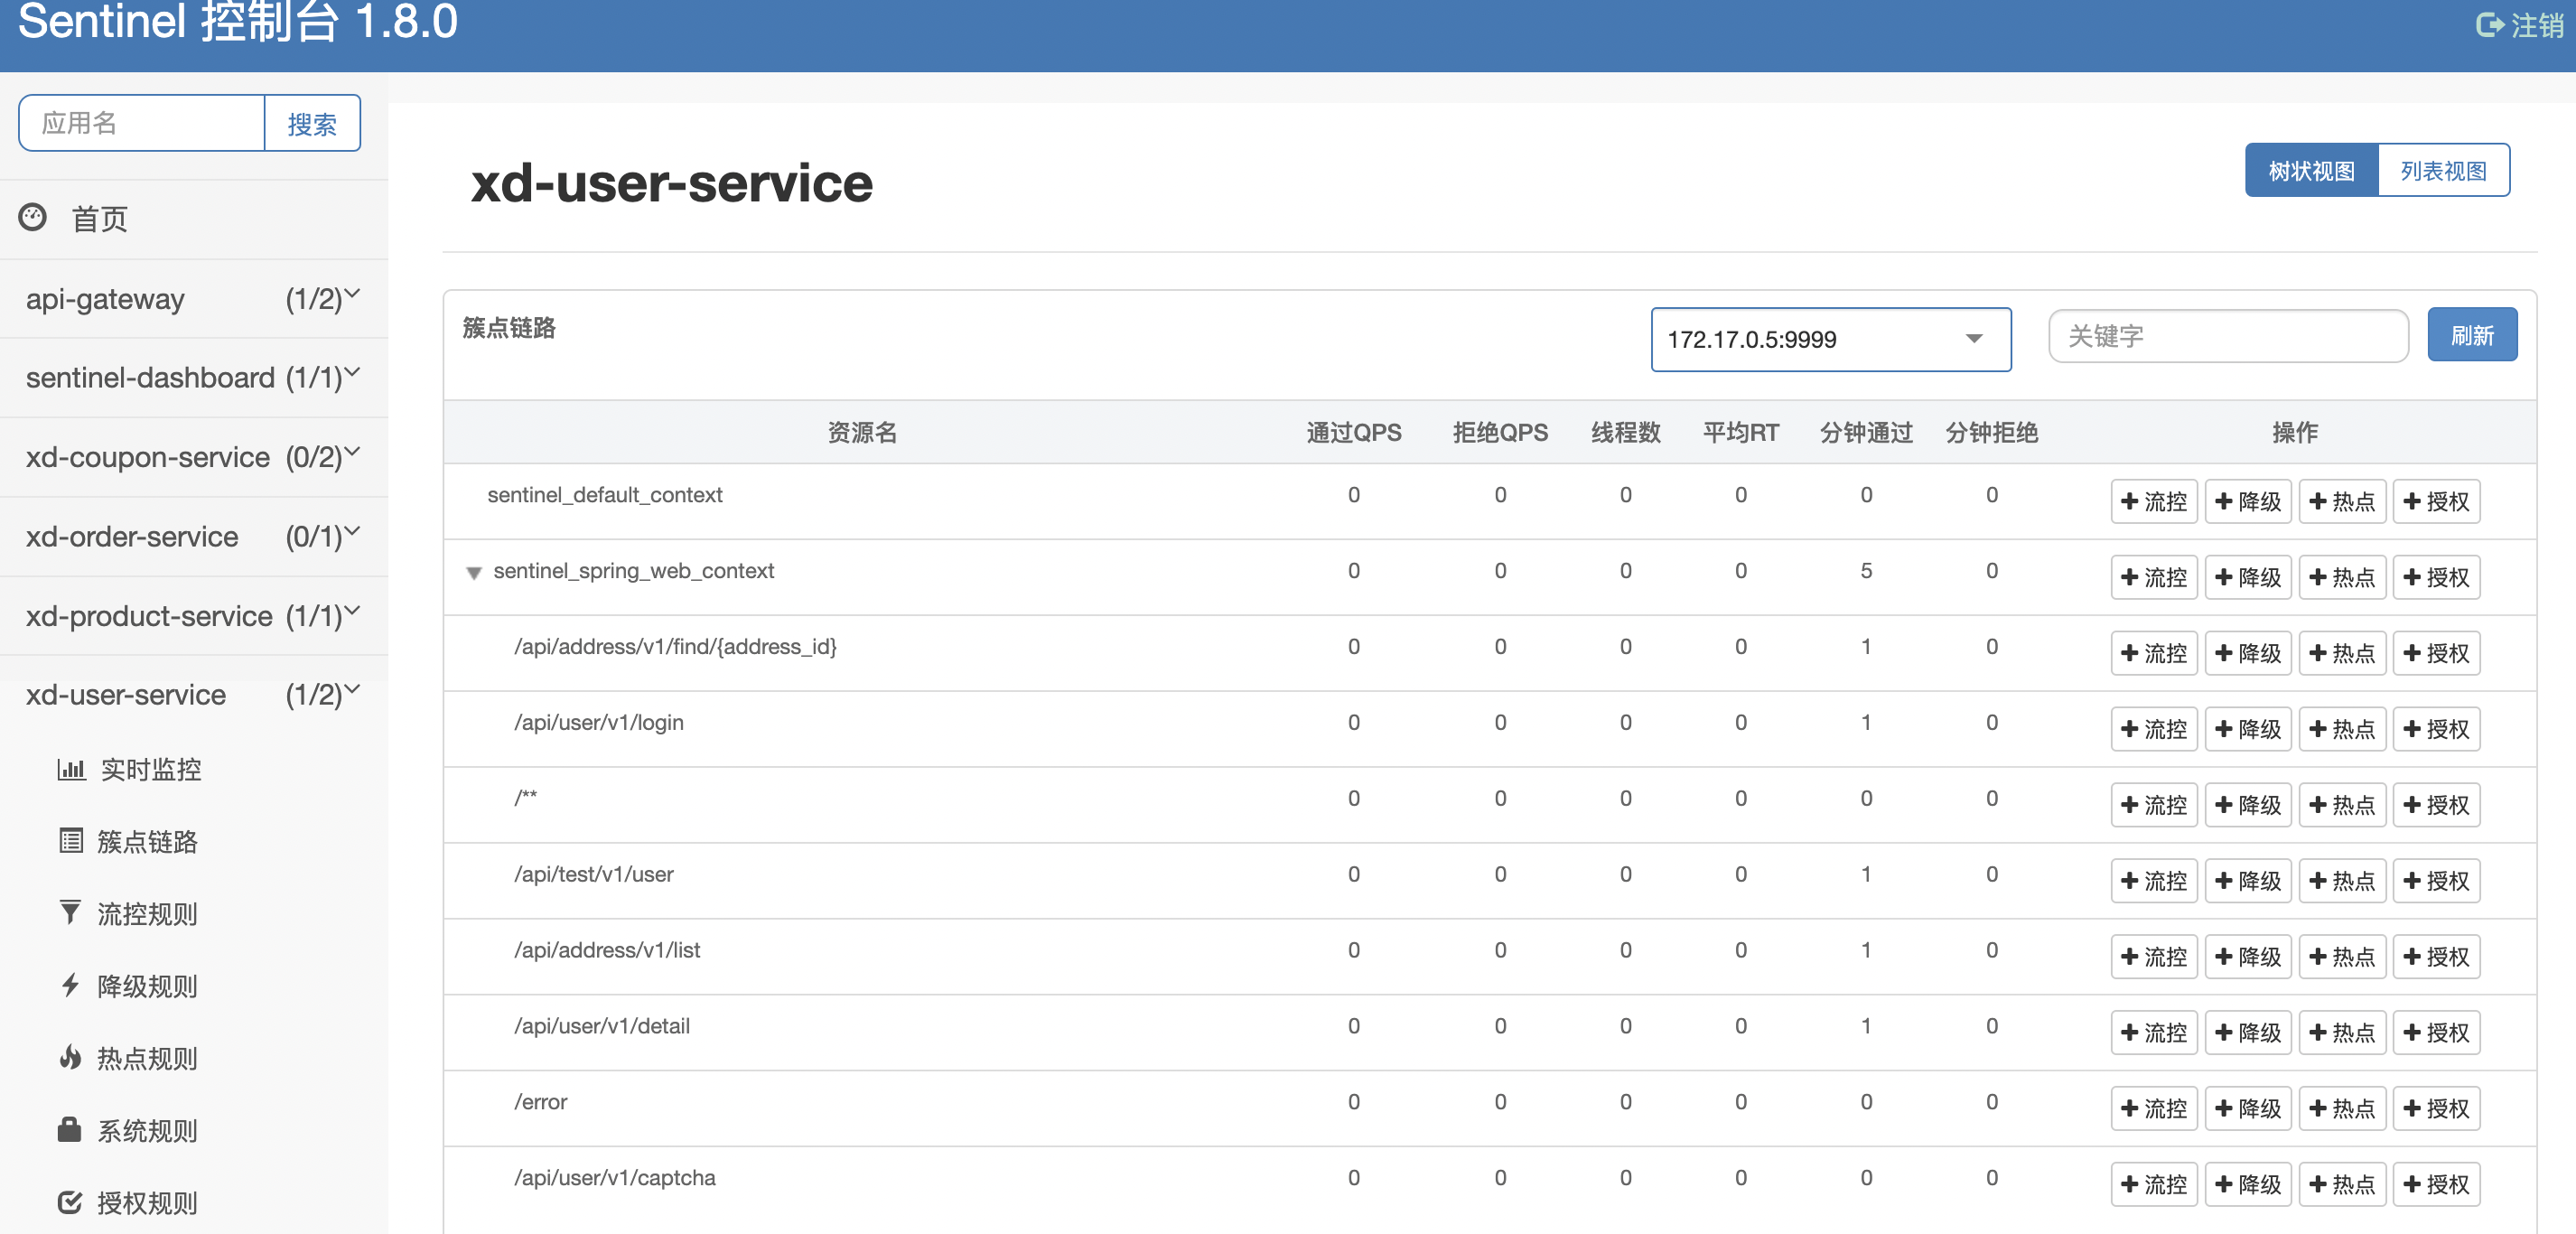 Sentinel 控制台 1.8.0
注销
应用名 搜索
首页
api-gateway (1/2)
sentinel-dashboard (1/1)
xd-coupon-service (0/2)
xd-order-service (0/1)
xd-product-service (1/1)
xd-user-service (1/2)
实时监控
簇点链路
流控规则
降级规则
热点规则
系统规则
授权规则
xd-user-service
树状视图 列表视图
簇点链路 172.17.0.5:9999 关键字 刷新
资源名 通过QPS 拒绝QPS 线程数 平均RT 分钟通过 分钟拒绝 操作
sentinel_default_context 0 0 0 0 0 0 流控 降级 热点 授权
sentinel_spring_web_context 0 0 0 0 5 0 流控 降级 热点 授权
/api/address/v1/find/{address_id} 0 0 0 0 1 0 流控 降级 热点 授权
/api/user/v1/login 0 0 0 0 1 0 流控 降级 热点 授权
/** 0 0 0 0 0 0 流控 降级 热点 授权
/api/test/v1/user 0 0 0 0 1 0 流控 降级 热点 授权
/api/address/v1/list 0 0 0 0 1 0 流控 降级 热点 授权
/api/user/v1/detail 0 0 0 0 1 0 流控 降级 热点 授权
/error 0 0 0 0 0 0 流控 降级 热点 授权
/api/user/v1/captcha 0 0 0 0 0 0 流控 降级 热点 授权